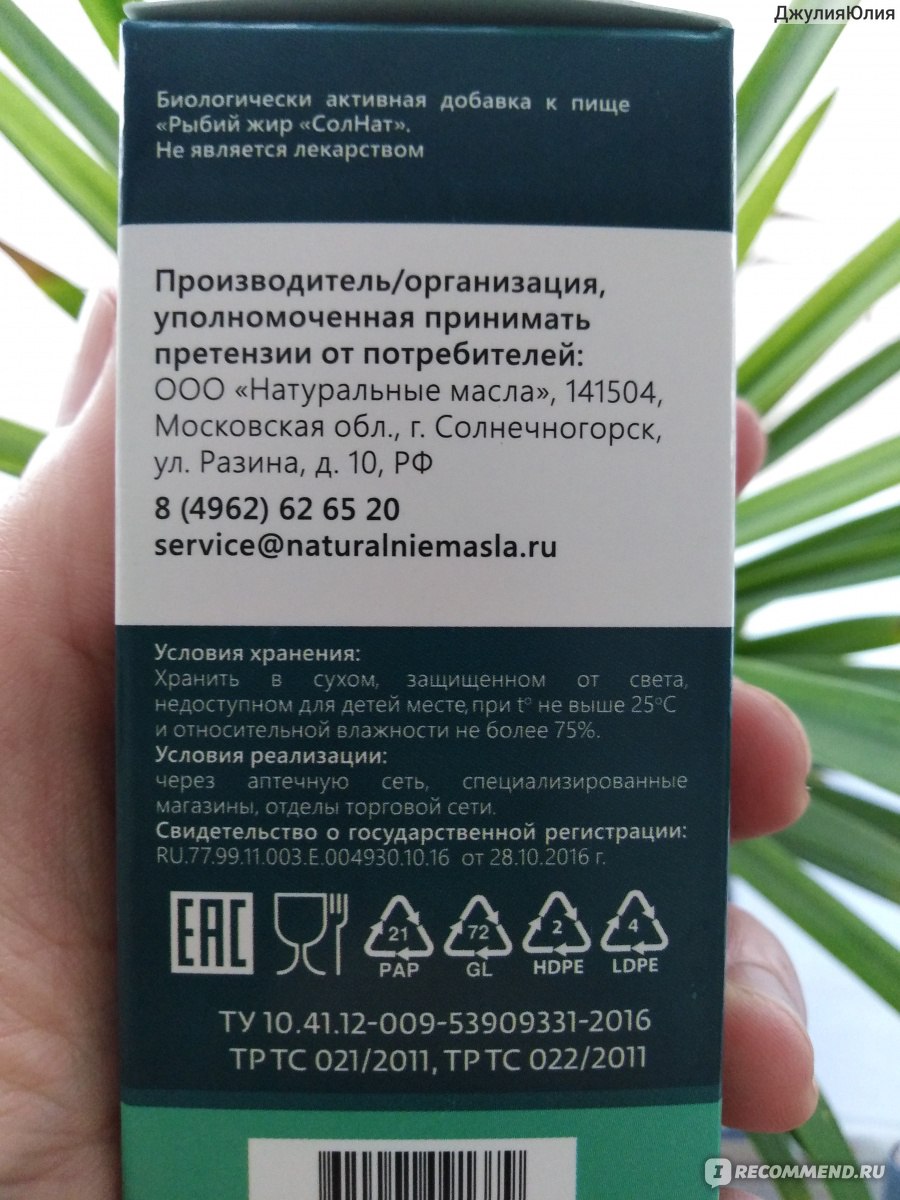 ДжулияЮлия
Биологически активная добавка к пище
«Рыбий жир «СолНат».
Не является лекарством
Производитель/организация,
уполномоченная принимать
претензии от потребителей:
ООО «Натуральные масла», 141504,
Московская обл., г. Солнечногорск,
ул. Разина, д. 10, РФ
8 (4962) 62 65 20
service@naturalniemasla.ru
Условия хранения:
Хранить в сухом, защищенном от света,
недоступном для детей месте, при t° не выше 25°C
и относительной влажности не более 75%.
Условия реализации:
через аптечную сеть, специализированные
магазины, отделы торговой сети.
Свидетельство о государственной регистрации:
RU.77.99.11.003.E.004930.10.16 от 28.10.2016 г.
EAC 21 72 2 4
PAP GL HDPE LDPE
ТУ 10.41.12-009-53909331-2016
ТР ТС 021/2011, ТР ТС 022/2011
IRECOMMEND.RU